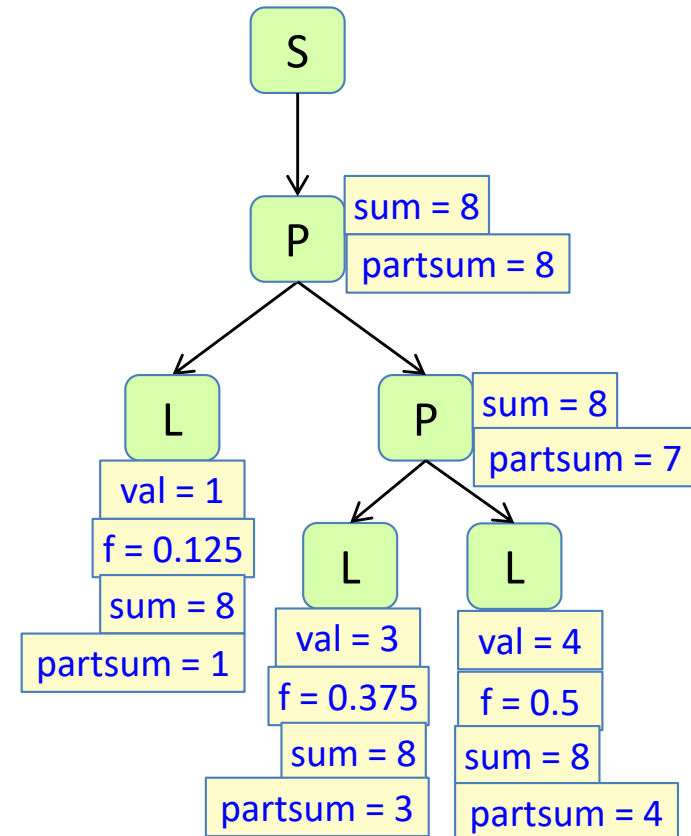 S
P
sum = 8
partsum = 8
L
val = 1
f = 0.125
sum = 8
partsum = 1
P
sum = 8
partsum = 7
L
val = 3
f = 0.375
sum = 8
partsum = 3
L
val = 4
f = 0.5
sum = 8
partsum = 4